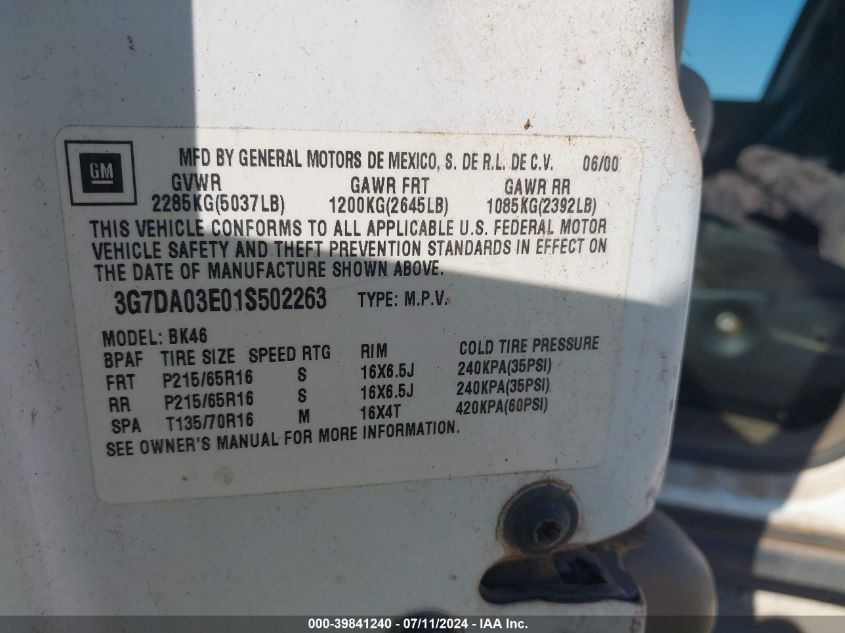 GM
MFD BY GENERAL MOTORS DE MEXICO, S. DE R.L. DE C.V. 06/00
GVWR GAWR FRT GAWR RR
2285KG(5037LB) 1200KG(2645LB) 1085KG(2392LB)
THIS VEHICLE CONFORMS TO ALL APPLICABLE U.S. FEDERAL MOTOR
VEHICLE SAFETY AND THEFT PREVENTION STANDARDS IN EFFECT ON
THE DATE OF MANUFACTURE SHOWN ABOVE.
3G7DA03E01S502263 TYPE: M.P.V.
MODEL: BK46
BPAF TIRE SIZE SPEED RTG RIM COLD TIRE PRESSURE
FRT P215/65R16 S 16X6.5J 240KPA(35PSI)
RR P215/65R16 S 16X6.5J 240KPA(35PSI)
SPA T135/70R16 M 16X4T 420KPA(60PSI)
SEE OWNER'S MANUAL FOR MORE INFORMATION.
000-39841240 - 07/11/2024 - IAA Inc.